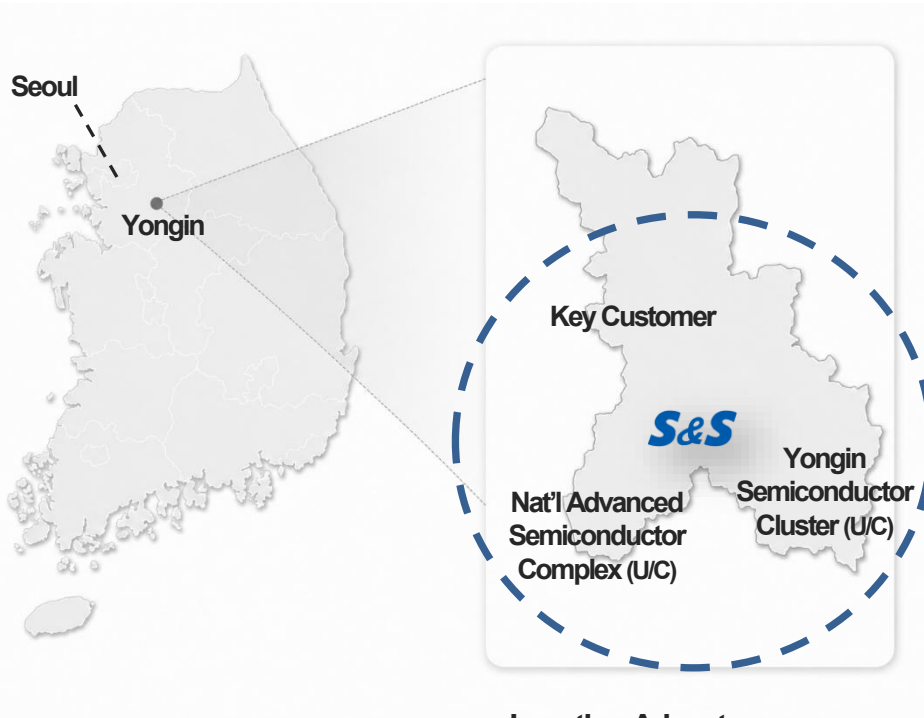 Seoul
Yongin
Key Customer
S&S
Yongin
Semiconductor
Cluster (U/C)
Nat'l Advanced
Semiconductor
Complex (U/C)